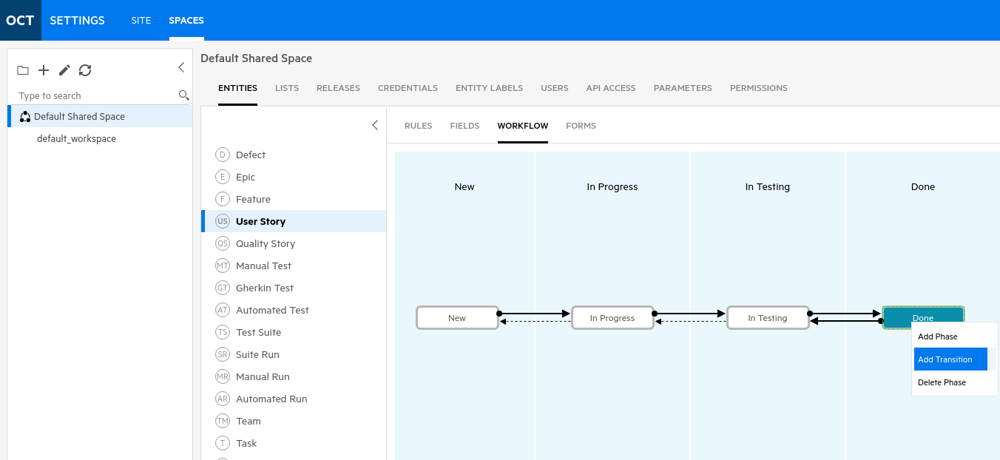 OCT SETTINGS SITE SPACES
Default Shared Space
Type to search
Default Shared Space
default_workspace
ENTITIES LISTS RELEASES CREDENTIALS ENTITY LABELS USERS API ACCESS PARAMETERS PERMISSIONS
D Defect
E Epic
F Feature
US User Story
QS Quality Story
MT Manual Test
GT Gherkin Test
AT Automated Test
TS Test Suite
SR Suite Run
MR Manual Run
AR Automated Run
TM Team
T Task
RULES FIELDS WORKFLOW FORMS
New In Progress In Testing Done
New In Progress In Testing Done
Add Phase
Add Transition
Delete Phase